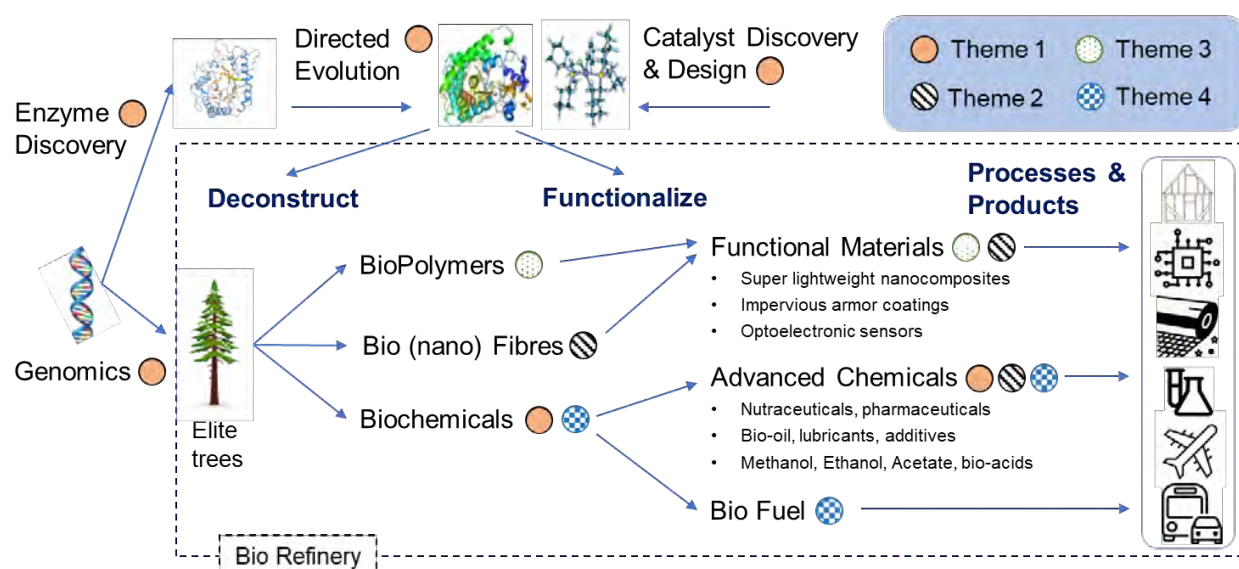 Directed
Evolution
Catalyst Discovery
& Design
Theme 1
Theme 3
Theme 2
Theme 4
Enzyme
Discovery
Deconstruct
Functionalize
Processes &
Products
BioPolymers
Functional Materials
• Super lightweight nanocomposites
• Impervious armor coatings
• Optoelectronic sensors
Bio (nano) Fibres
Genomics
Advanced Chemicals
• Nutraceuticals, pharmaceuticals
• Bio-oil, lubricants, additives
• Methanol, Ethanol, Acetate, bio-acids
Biochemicals
Elite
trees
Bio Fuel
Bio Refinery